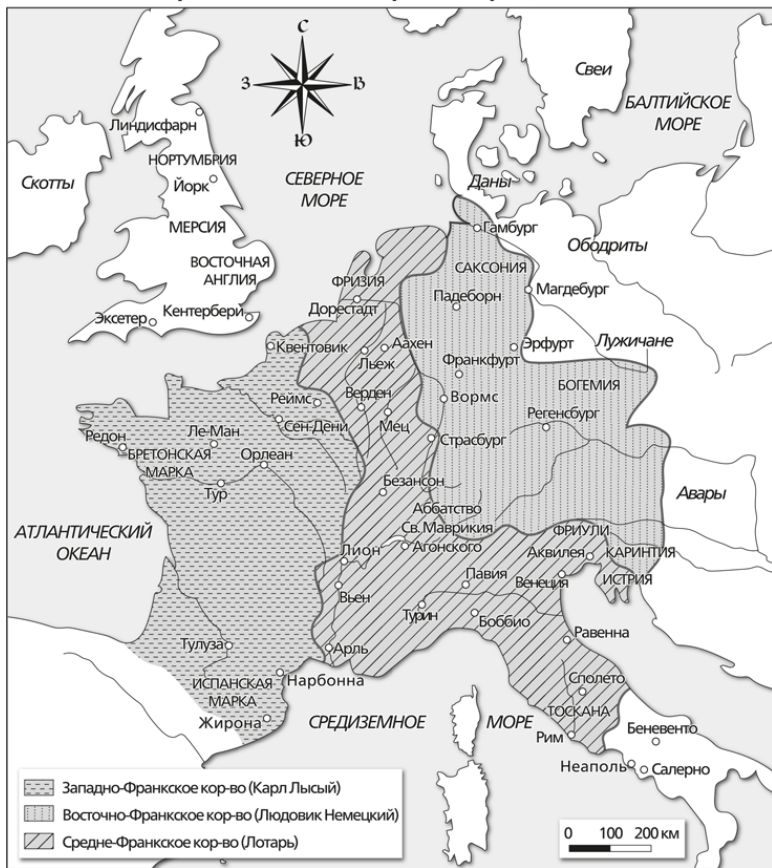 С
З
В
Ю
Свеи
БАЛТИЙСКОЕ
МОРЕ
Линдисфарн
НОРТУМБРИЯ
Скотты
Йорк
СЕВЕРНОЕ
МОРЕ
Даны
МЕРСИЯ
Гамбург
Ободриты
ВОСТОЧНАЯ
АНГЛИЯ
ФРИЗИЯ
САКСОНИЯ
Дорестадт
Падеборн
Магдебург
Эксетер
Кентербери
Квентовик
Аахен
Льеж
Эрфурт
Лужичане
Франкфурт
БОГЕМИЯ
Реймс
Верден
Вормс
Мец
Регенсбург
Сен-Дени
Редон
Ле-Ман
БРЕТОНСКАЯ
МАРКА
Орлеан
Страсбург
Тур
Безансон
Авары
АТЛАНТИЧЕСКИЙ
ОКЕАН
Аббатство
Св. Маврикия
Агонского
ФРИУЛИ
Аквилея
КАРИНТИЯ
Лион
Венеция
ИСТРИЯ
Вьен
Павия
Турин
Боббио
Равенна
Тулуза
Арль
ИСПАНСКАЯ
МАРКА
Нарбонна
Сполето
ТОСКАНА
Жирона
СРЕДИЗЕМНОЕ МОРЕ
Рим
Беневенто
Неаполь
Салерно
Западно-Франкское кор-во (Карл Лысый)
Восточно-Франкское кор-во (Людовик Немецкий)
Средне-Франкское кор-во (Лотарь)
0 100 200 км